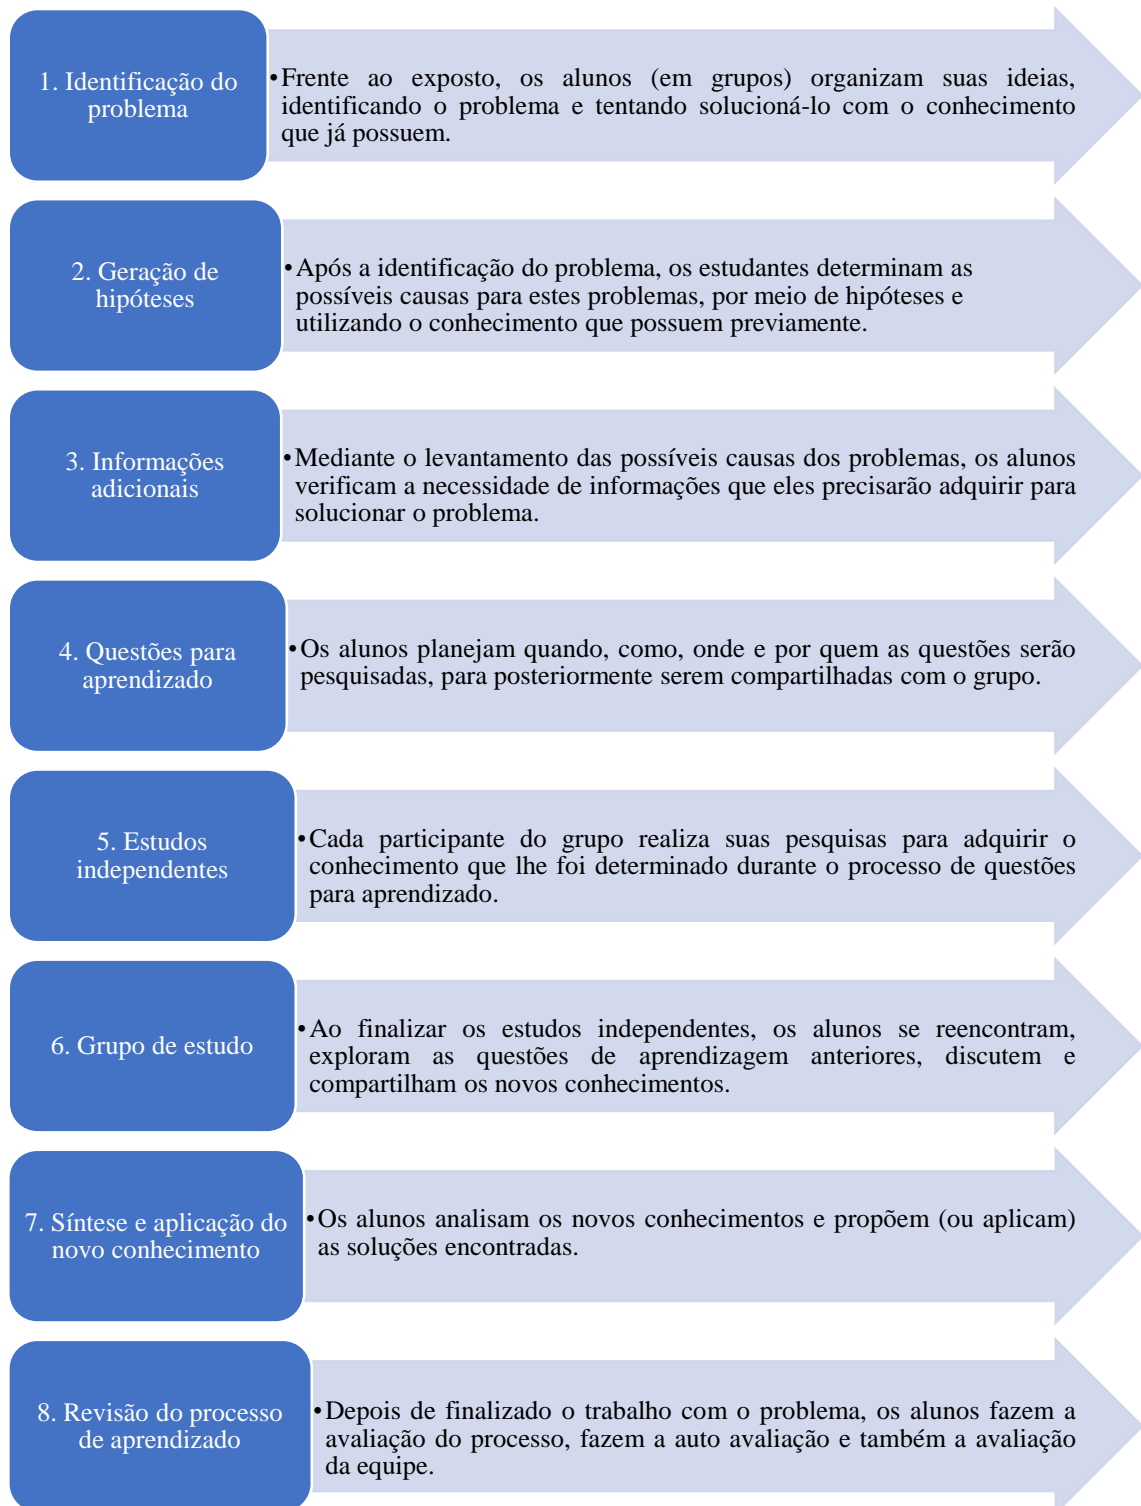 1. Identificação do
problema
•Frente ao exposto, os alunos (em grupos) organizam suas ideias,
identificando o problema e tentando solucioná-lo com o conhecimento
que já possuem.
2. Geração de
hipóteses
•Após a identificação do problema, os estudantes determinam as
possíveis causas para estes problemas, por meio de hipóteses e
utilizando o conhecimento que possuem previamente.
3. Informações
adicionais
•Mediante o levantamento das possíveis causas dos problemas, os alunos
verificam a necessidade de informações que eles precisarão adquirir para
solucionar o problema.
4. Questões para
aprendizado
•Os alunos planejam quando, como, onde e por quem as questões serão
pesquisadas, para posteriormente serem compartilhadas com o grupo.
5. Estudos
independentes
•Cada participante do grupo realiza suas pesquisas para adquirir o
conhecimento que lhe foi determinado durante o processo de questões
para aprendizado.
6. Grupo de estudo
•Ao finalizar os estudos independentes, os alunos se reencontram,
exploram as questões de aprendizagem anteriores, discutem e
compartilham os novos conhecimentos.
7. Síntese e aplicação do
novo conhecimento
•Os alunos analisam os novos conhecimentos e propõem (ou aplicam)
as soluções encontradas.
8. Revisão do processo
de aprendizado
•Depois de finalizado o trabalho com o problema, os alunos fazem a
avaliação do processo, fazem a auto avaliação e também a avaliação
da equipe.